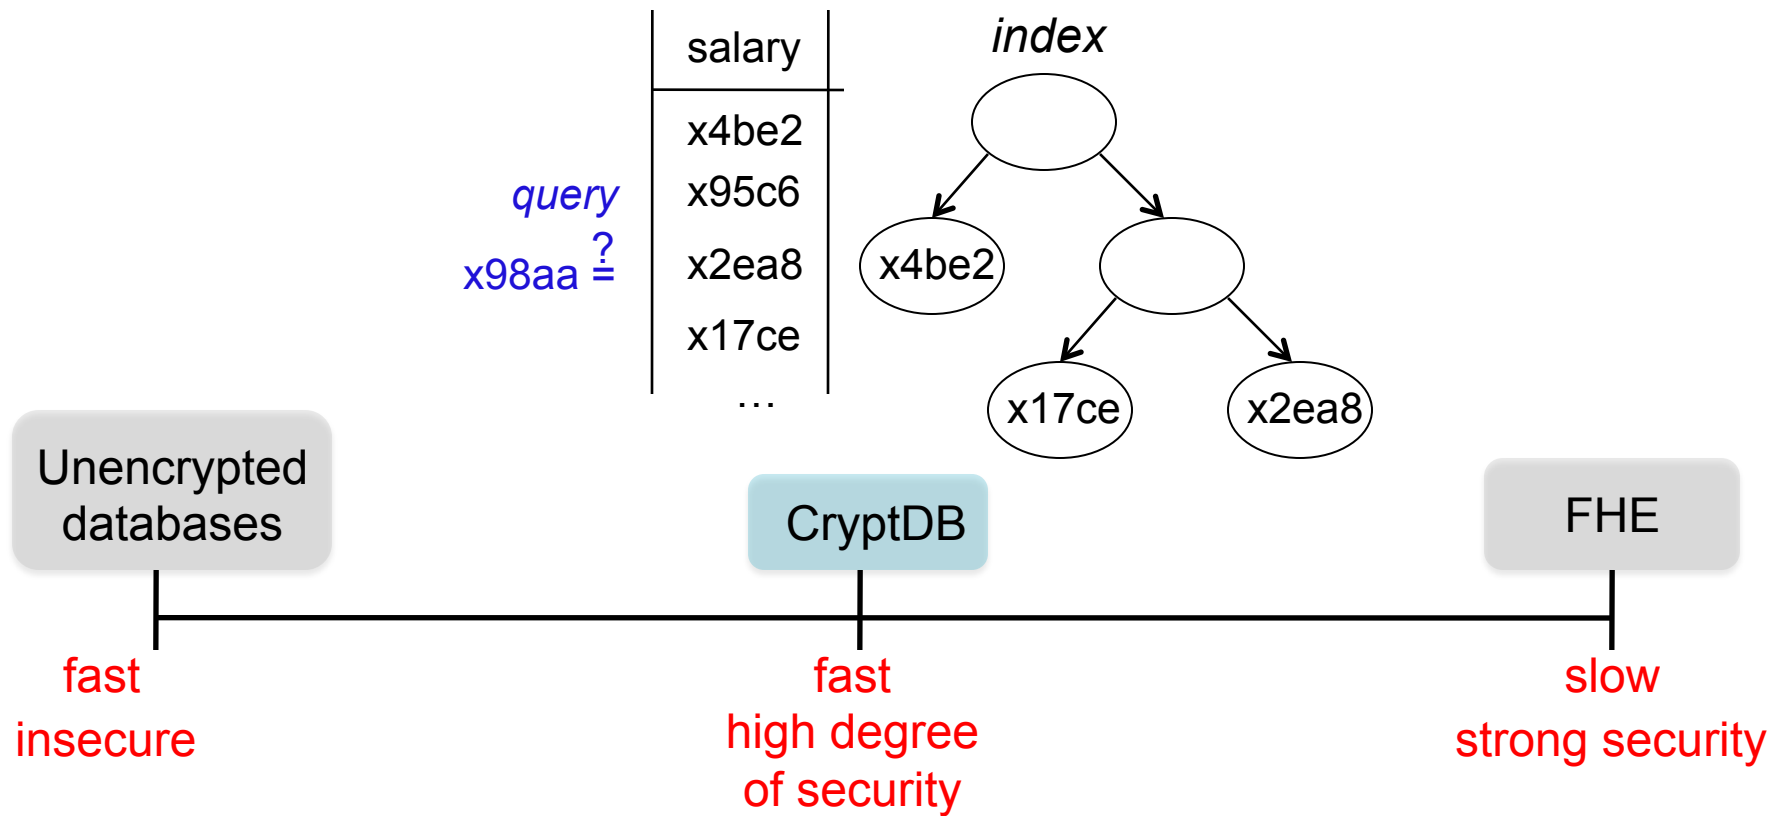 salary
x4be2
x95c6
x2ea8
x17ce
…
query
?
x98aa =
index
x4be2
x17ce
x2ea8
Unencrypted
databases
CryptDB
FHE
fast
insecure
fast
high degree
of security
slow
strong security